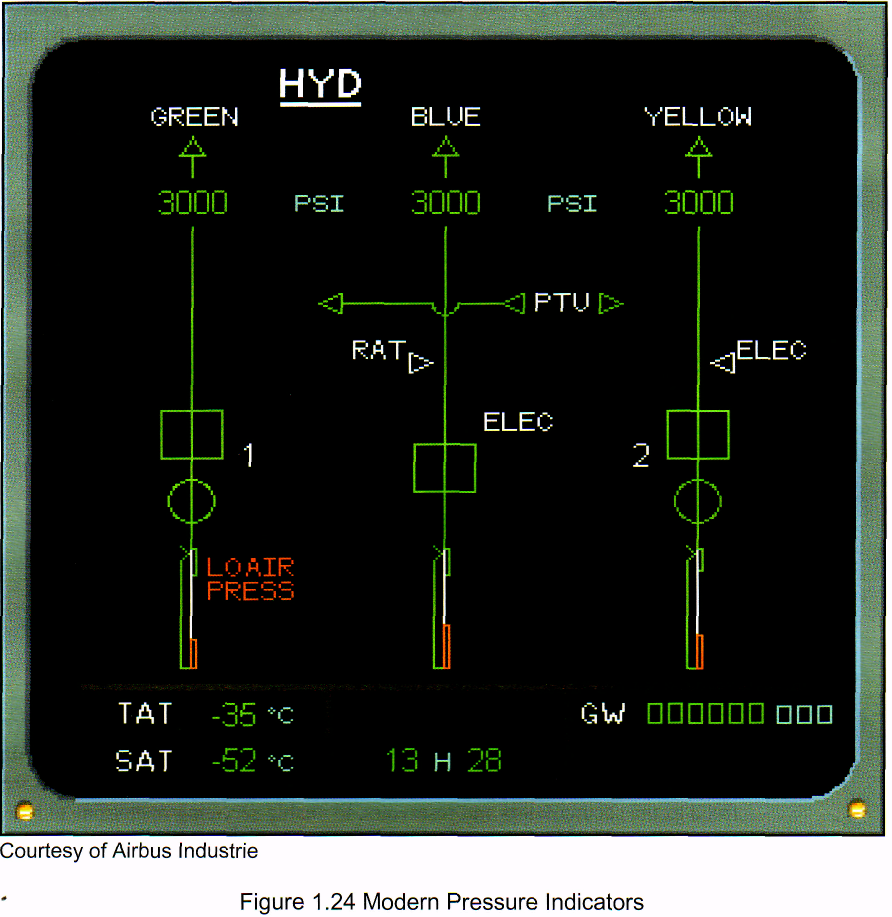 HYD
GREEN BLUE YELLOW
3000 PSI 3000 PSI 3000
PTU
RAT ELEC
ELEC
1 2
LO AIR
PRESS
TAT -35 °C GW
SAT -52 °C 13 H 28
Courtesy of Airbus Industrie
Figure 1.24 Modern Pressure Indicators